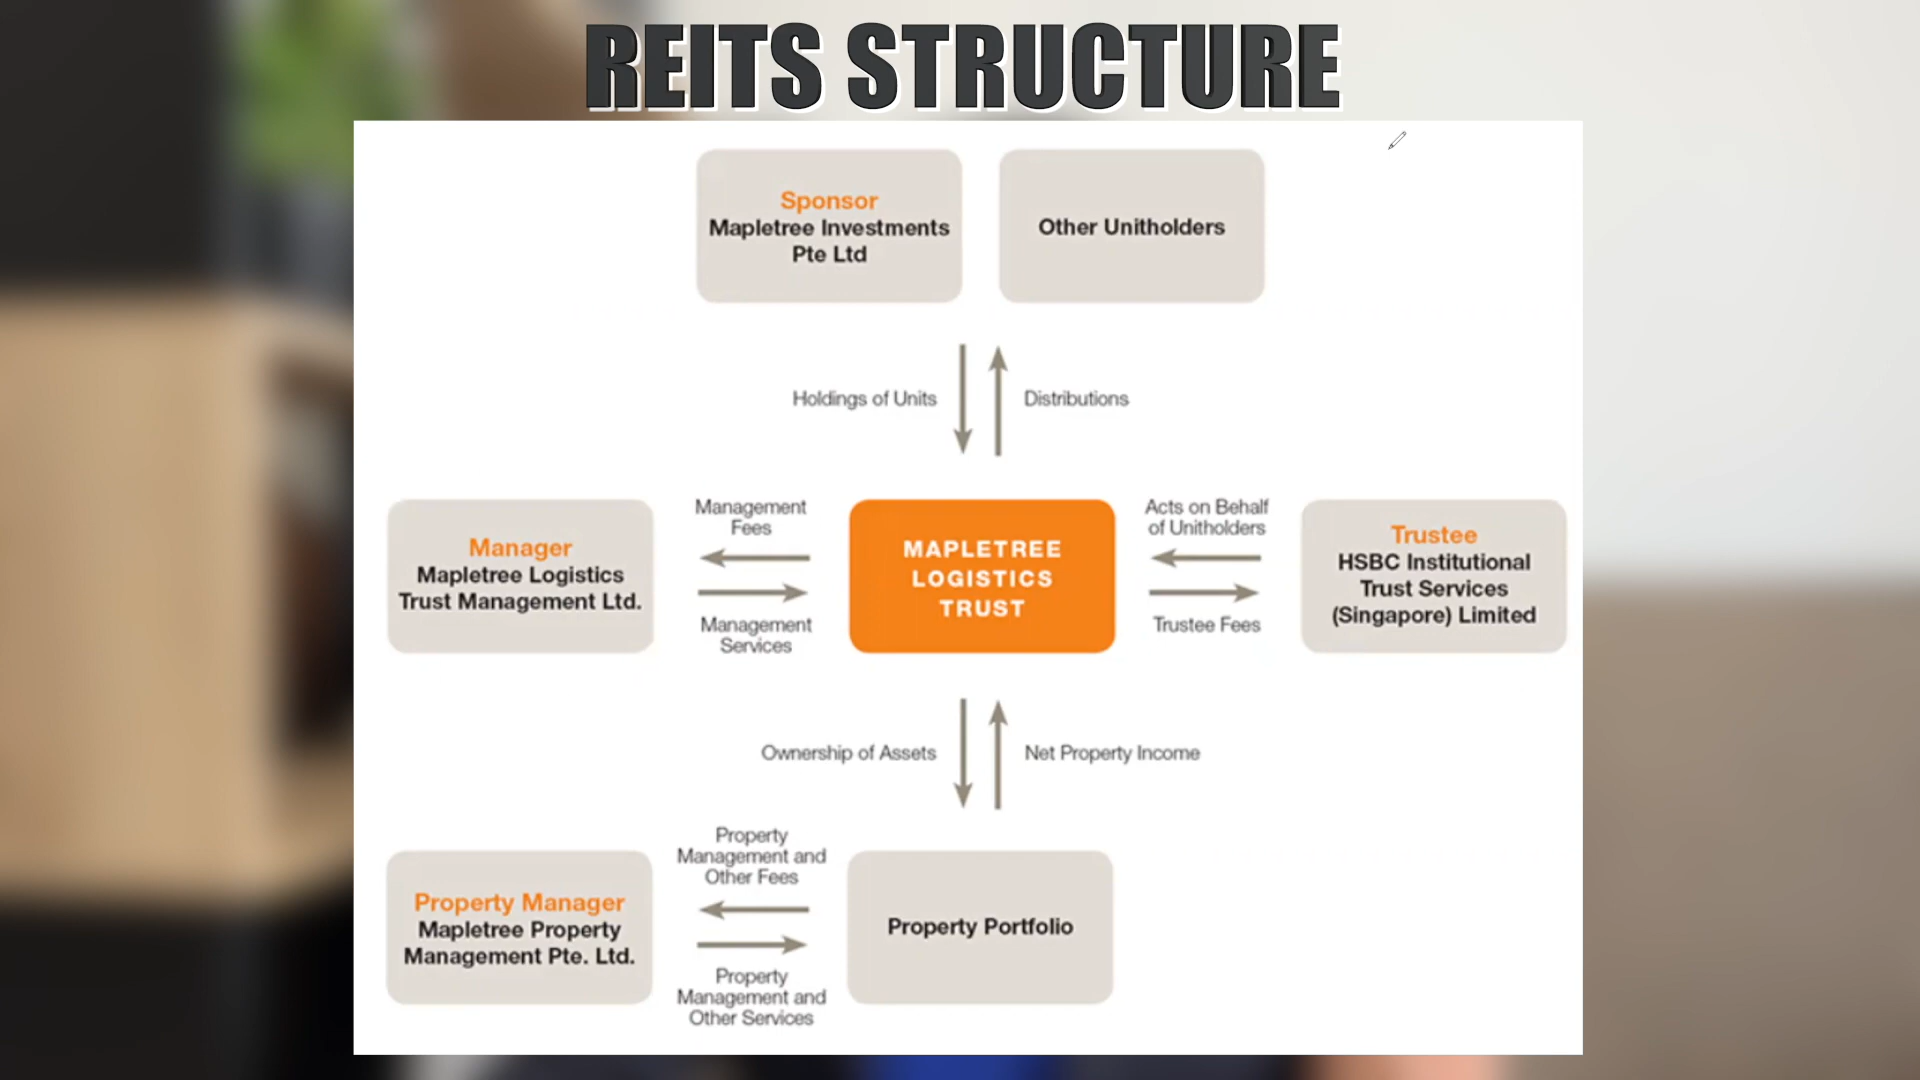 REITS STRUCTURE
Sponsor
Mapletree Investments
Pte Ltd
Other Unitholders
Holdings of Units
Distributions
Manager
Mapletree Logistics
Trust Management Ltd.
Management
Fees
Management
Services
MAPLETREE
LOGISTICS
TRUST
Acts on Behalf
of Unitholders
Trustee Fees
Trustee
HSBC Institutional
Trust Services
(Singapore) Limited
Ownership of Assets
Net Property Income
Property Manager
Mapletree Property
Management Pte. Ltd.
Property
Management and
Other Fees
Property
Management and
Other Services
Property Portfolio